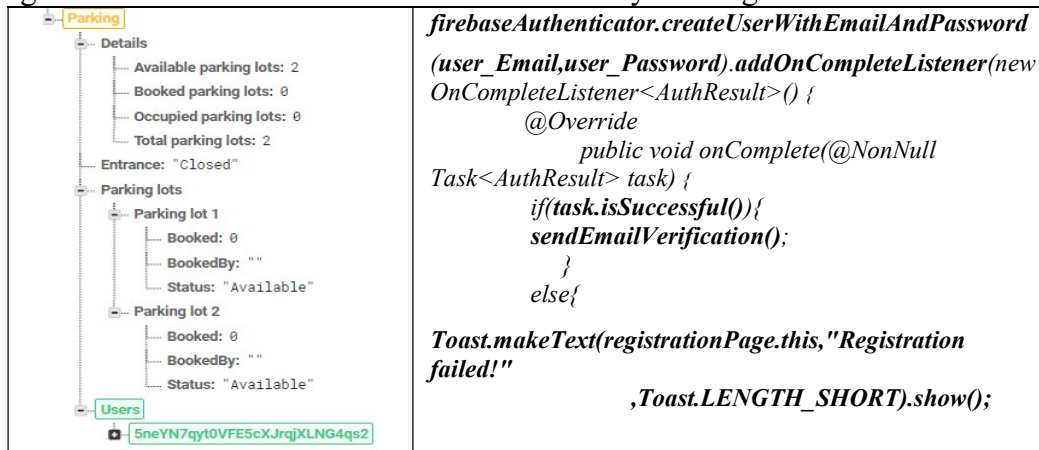 Parking
Details
Available parking lots: 2
Booked parking lots: 0
Occupied parking lots: 0
Total parking lots: 2
Entrance: "Closed"
Parking lots
Parking lot 1
Booked: 0
BookedBy: ""
Status: "Available"
Parking lot 2
Booked: 0
BookedBy: ""
Status: "Available"
Users
5neYN7qyt0VFE5cXJrqjXLNG4qs2
firebaseAuthenticator.createUserWithEmailAndPassword
(user_Email,user_Password).addOnCompleteListener(new
OnCompleteListener<AuthResult>() {
@Override
public void onComplete(@NonNull
Task<AuthResult> task) {
if(task.isSuccessful()){
sendEmailVerification();
}
else{
Toast.makeText(registrationPage.this,"Registration
failed!"
,Toast.LENGTH_SHORT).show();